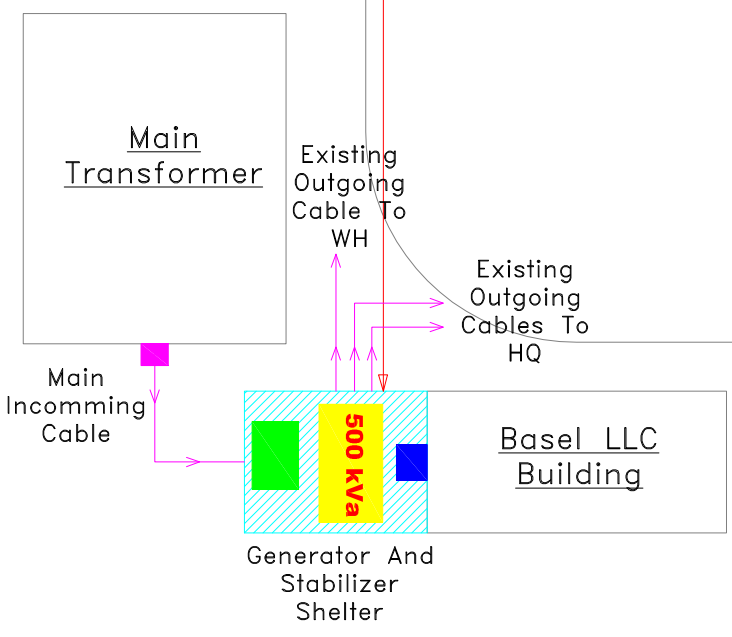 Main
Transformer
Existing
Outgoing
Cable To
WH
Existing
Outgoing
Cables To
HQ
Main
Incomming
Cable
500 kVa
Basel LLC
Building
Generator And
Stabilizer
Shelter